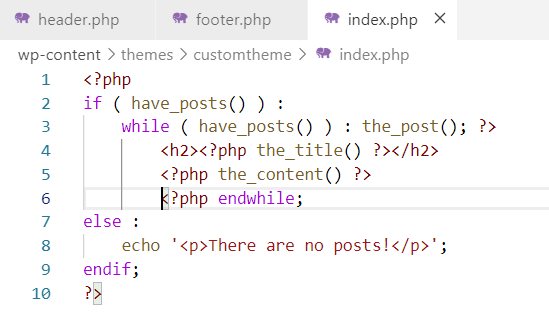 header.php footer.php index.php ×
wp-content > themes > customtheme > index.php
1 <?php
2 if ( have_posts() ) :
3 while ( have_posts() ) : the_post(); ?>
4 <h2><?php the_title() ?></h2>
5 <?php the_content() ?>
6 <?php endwhile;
7 else :
8 echo '<p>There are no posts!</p>';
9 endif;
10 ?>